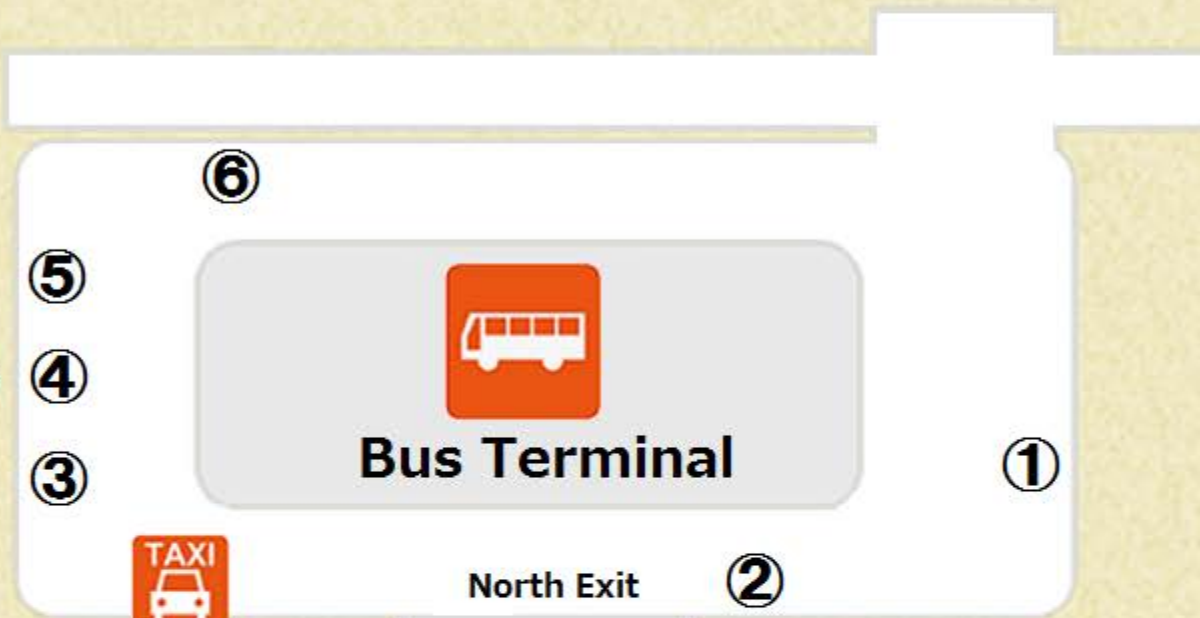 ⑥
⑤
④
Bus Terminal
③
①
TAXI
North Exit
②